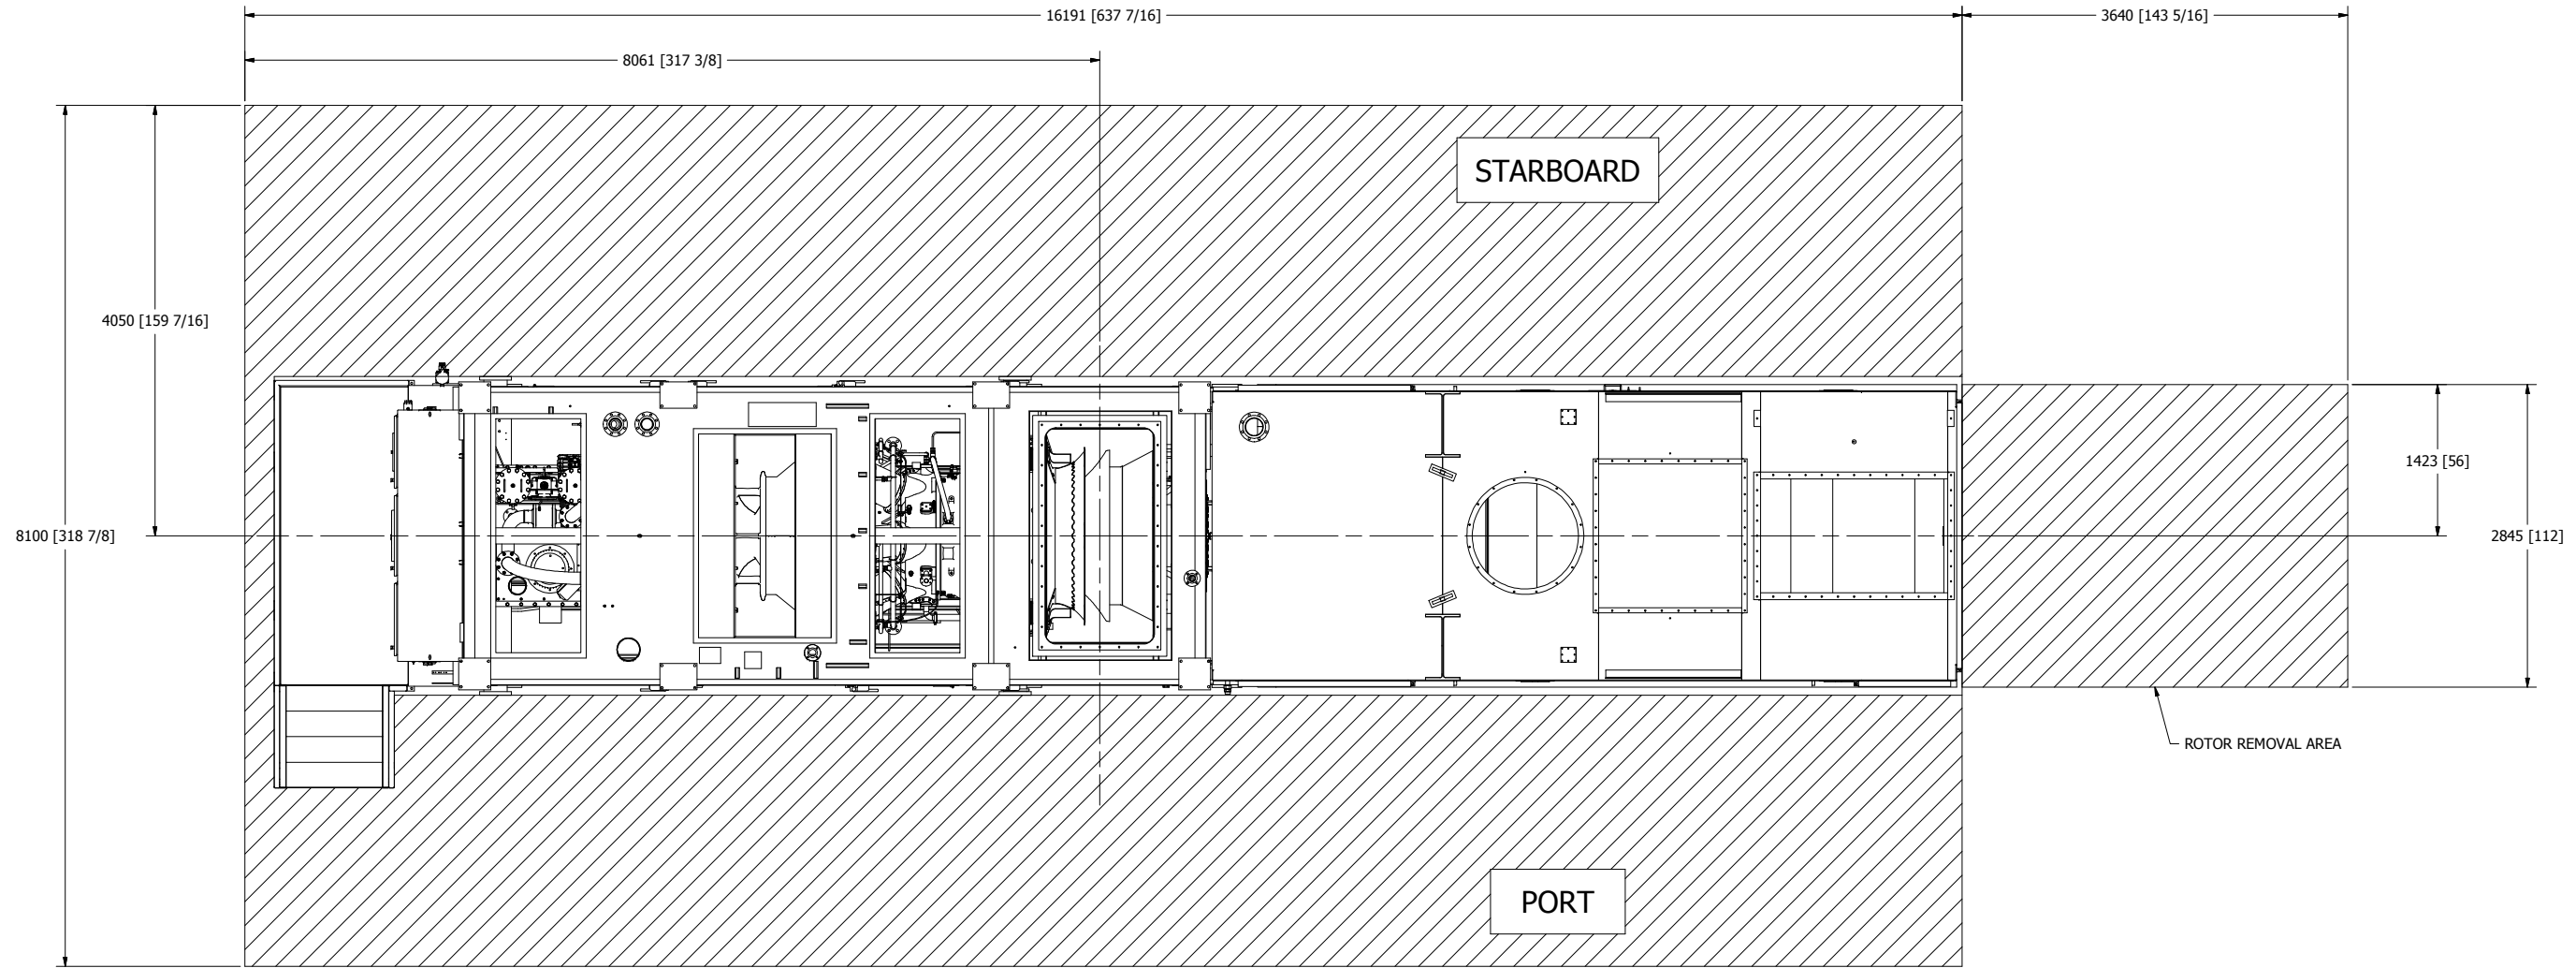 16191 [637 7/16]
3640 [143 5/16]
8061 [317 3/8]
STARBOARD
4050 [159 7/16]
1423 [56]
8100 [318 7/8]
2845 [112]
ROTOR REMOVAL AREA
PORT